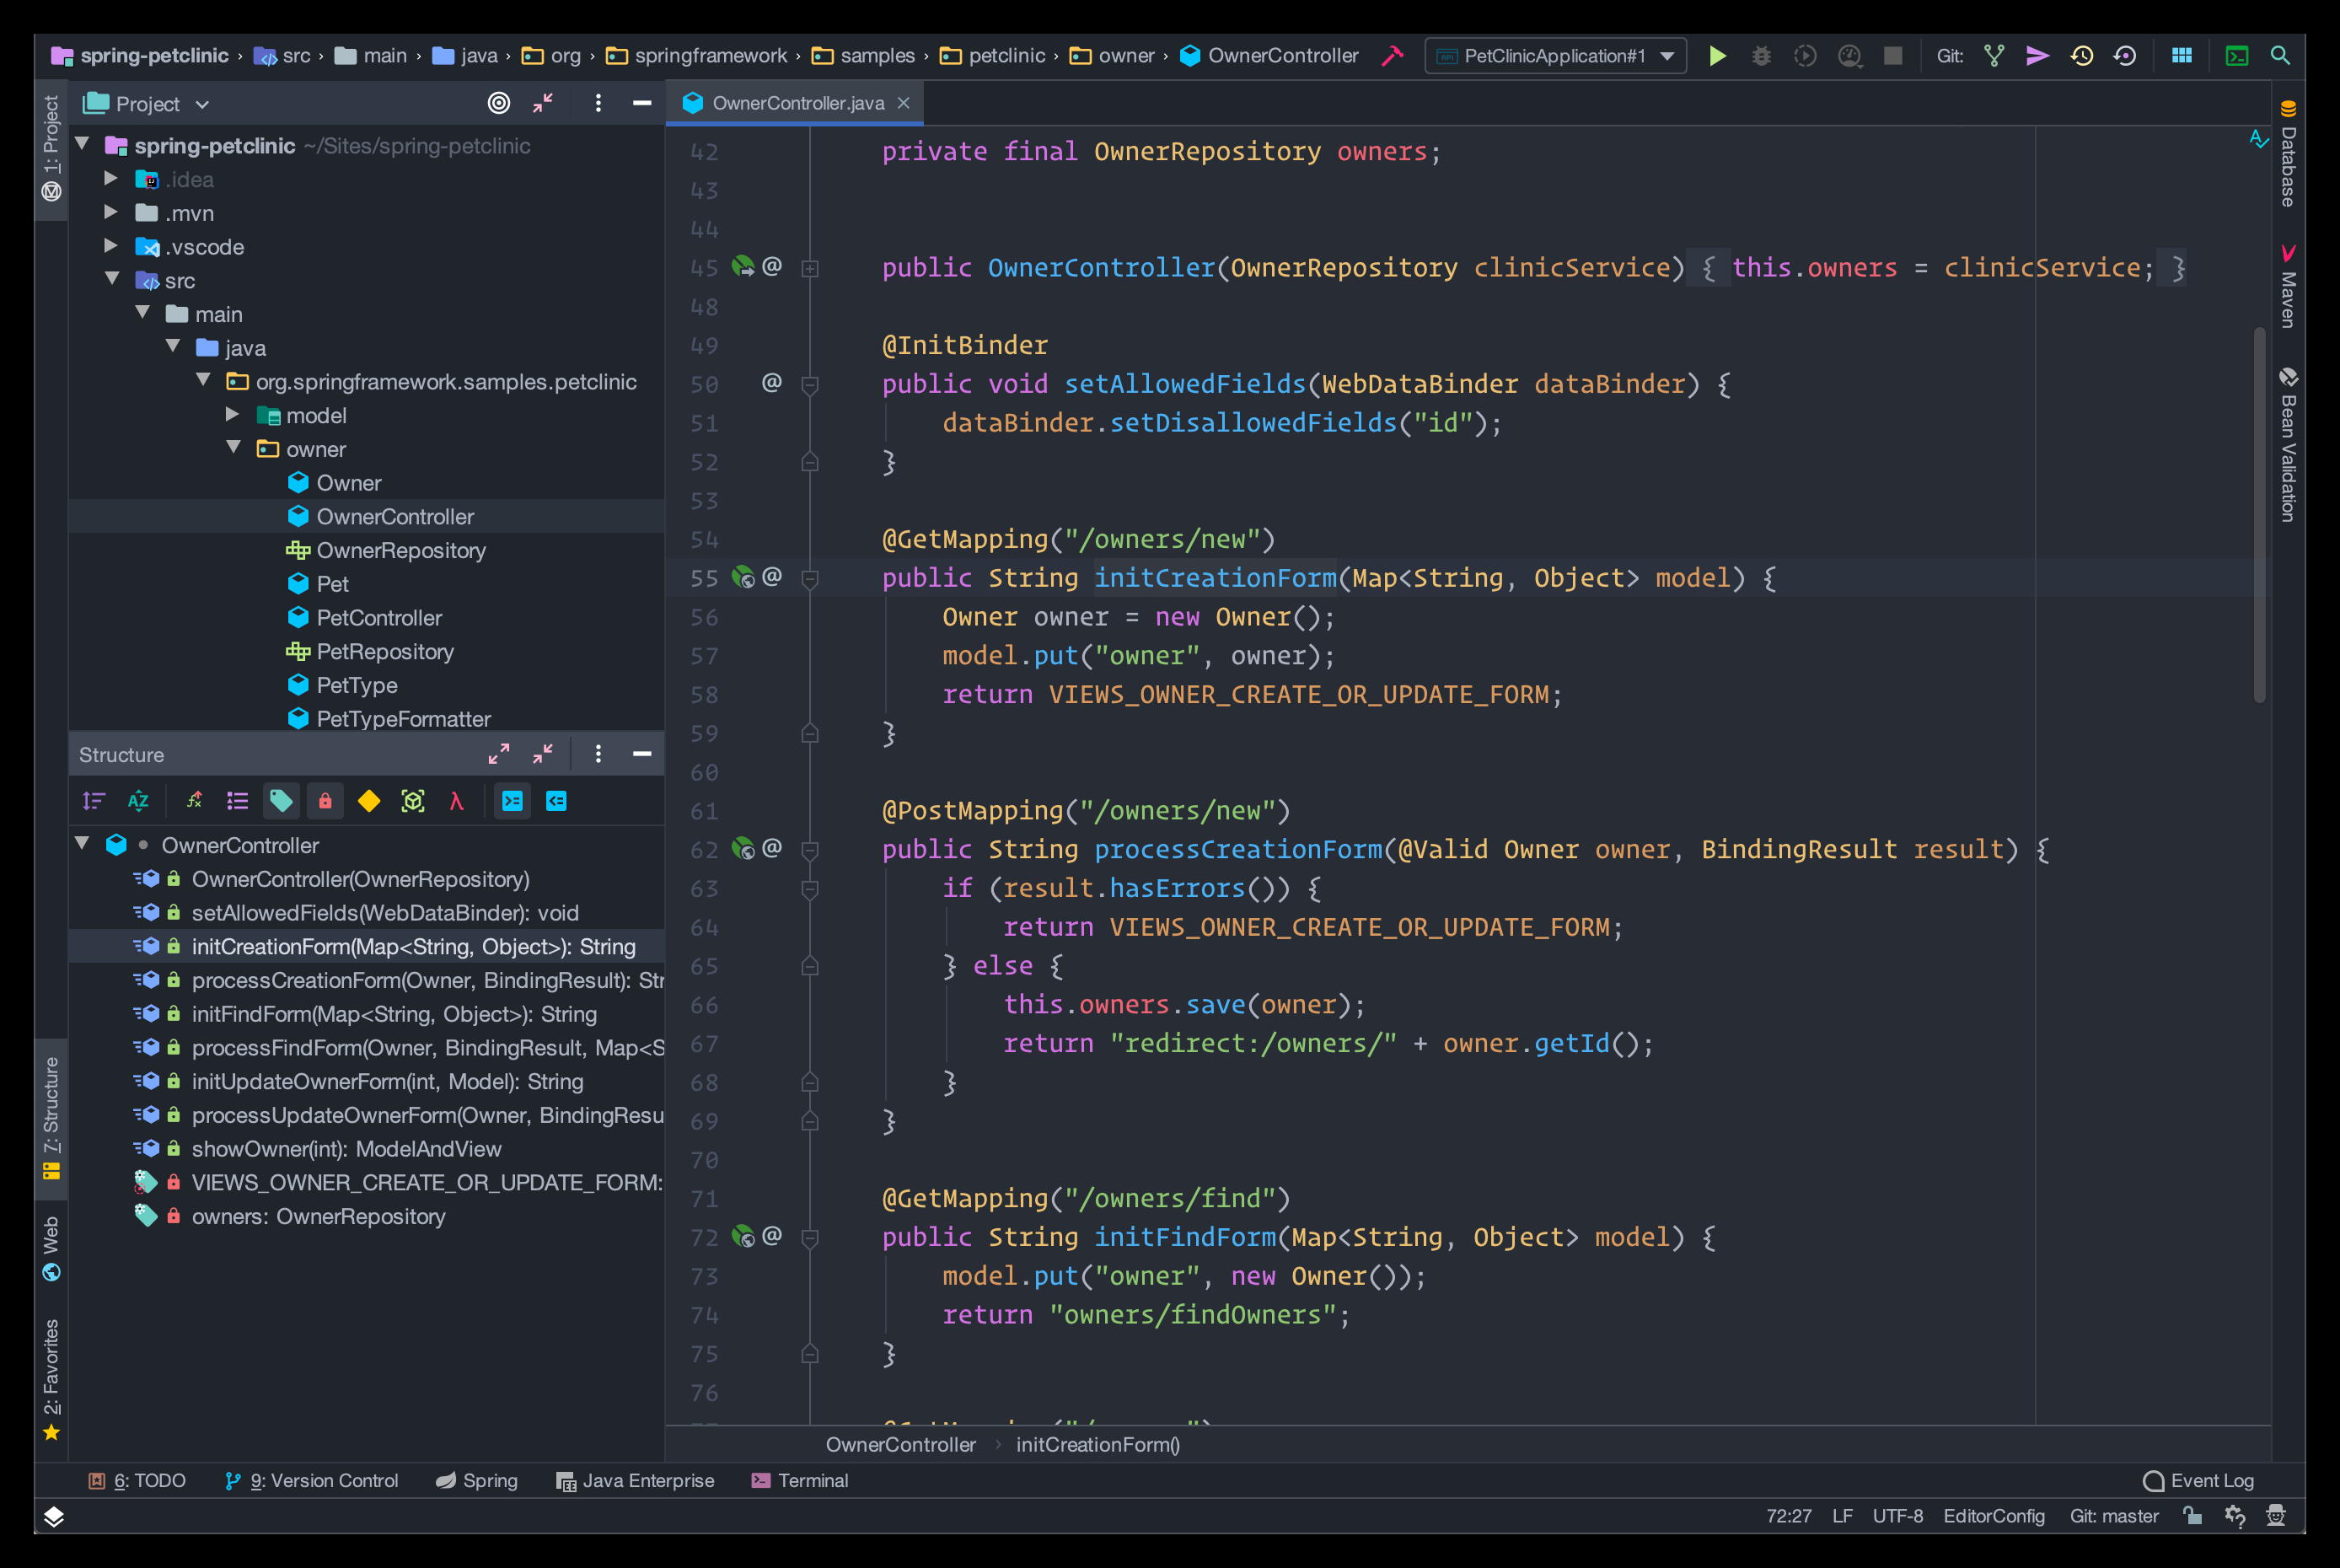 spring-petclinic › src › main › java › org › springframework › samples › petclinic › owner › OwnerController PetClinicApplication#1 Git:
1: Project
Project
spring-petclinic ~/Sites/spring-petclinic
.idea
.mvn
.vscode
src
main
java
org.springframework.samples.petclinic
model
owner
Owner
OwnerController
OwnerRepository
Pet
PetController
PetRepository
PetType
PetTypeFormatter
Structure
OwnerController
OwnerController(OwnerRepository)
setAllowedFields(WebDataBinder): void
initCreationForm(Map<String, Object>): String
processCreationForm(Owner, BindingResult): Str
initFindForm(Map<String, Object>): String
processFindForm(Owner, BindingResult, Map<S
initUpdateOwnerForm(int, Model): String
processUpdateOwnerForm(Owner, BindingResu
showOwner(int): ModelAndView
VIEWS_OWNER_CREATE_OR_UPDATE_FORM:
owners: OwnerRepository
7: Structure
Web
2: Favorites
OwnerController.java
42 private final OwnerRepository owners;
43
44
45 @ public OwnerController(OwnerRepository clinicService) { this.owners = clinicService; }
48
49 @InitBinder
50 @ public void setAllowedFields(WebDataBinder dataBinder) {
51 dataBinder.setDisallowedFields("id");
52 }
53
54 @GetMapping("/owners/new")
55 @ public String initCreationForm(Map<String, Object> model) {
56 Owner owner = new Owner();
57 model.put("owner", owner);
58 return VIEWS_OWNER_CREATE_OR_UPDATE_FORM;
59 }
60
61 @PostMapping("/owners/new")
62 @ public String processCreationForm(@Valid Owner owner, BindingResult result) {
63 if (result.hasErrors()) {
64 return VIEWS_OWNER_CREATE_OR_UPDATE_FORM;
65 } else {
66 this.owners.save(owner);
67 return "redirect:/owners/" + owner.getId();
68 }
69 }
70
71 @GetMapping("/owners/find")
72 @ public String initFindForm(Map<String, Object> model) {
73 model.put("owner", new Owner());
74 return "owners/findOwners";
75 }
76
OwnerController › initCreationForm()
Database
Maven
Bean Validation
6: TODO 9: Version Control Spring Java Enterprise Terminal Event Log
72:27 LF UTF-8 EditorConfig Git: master